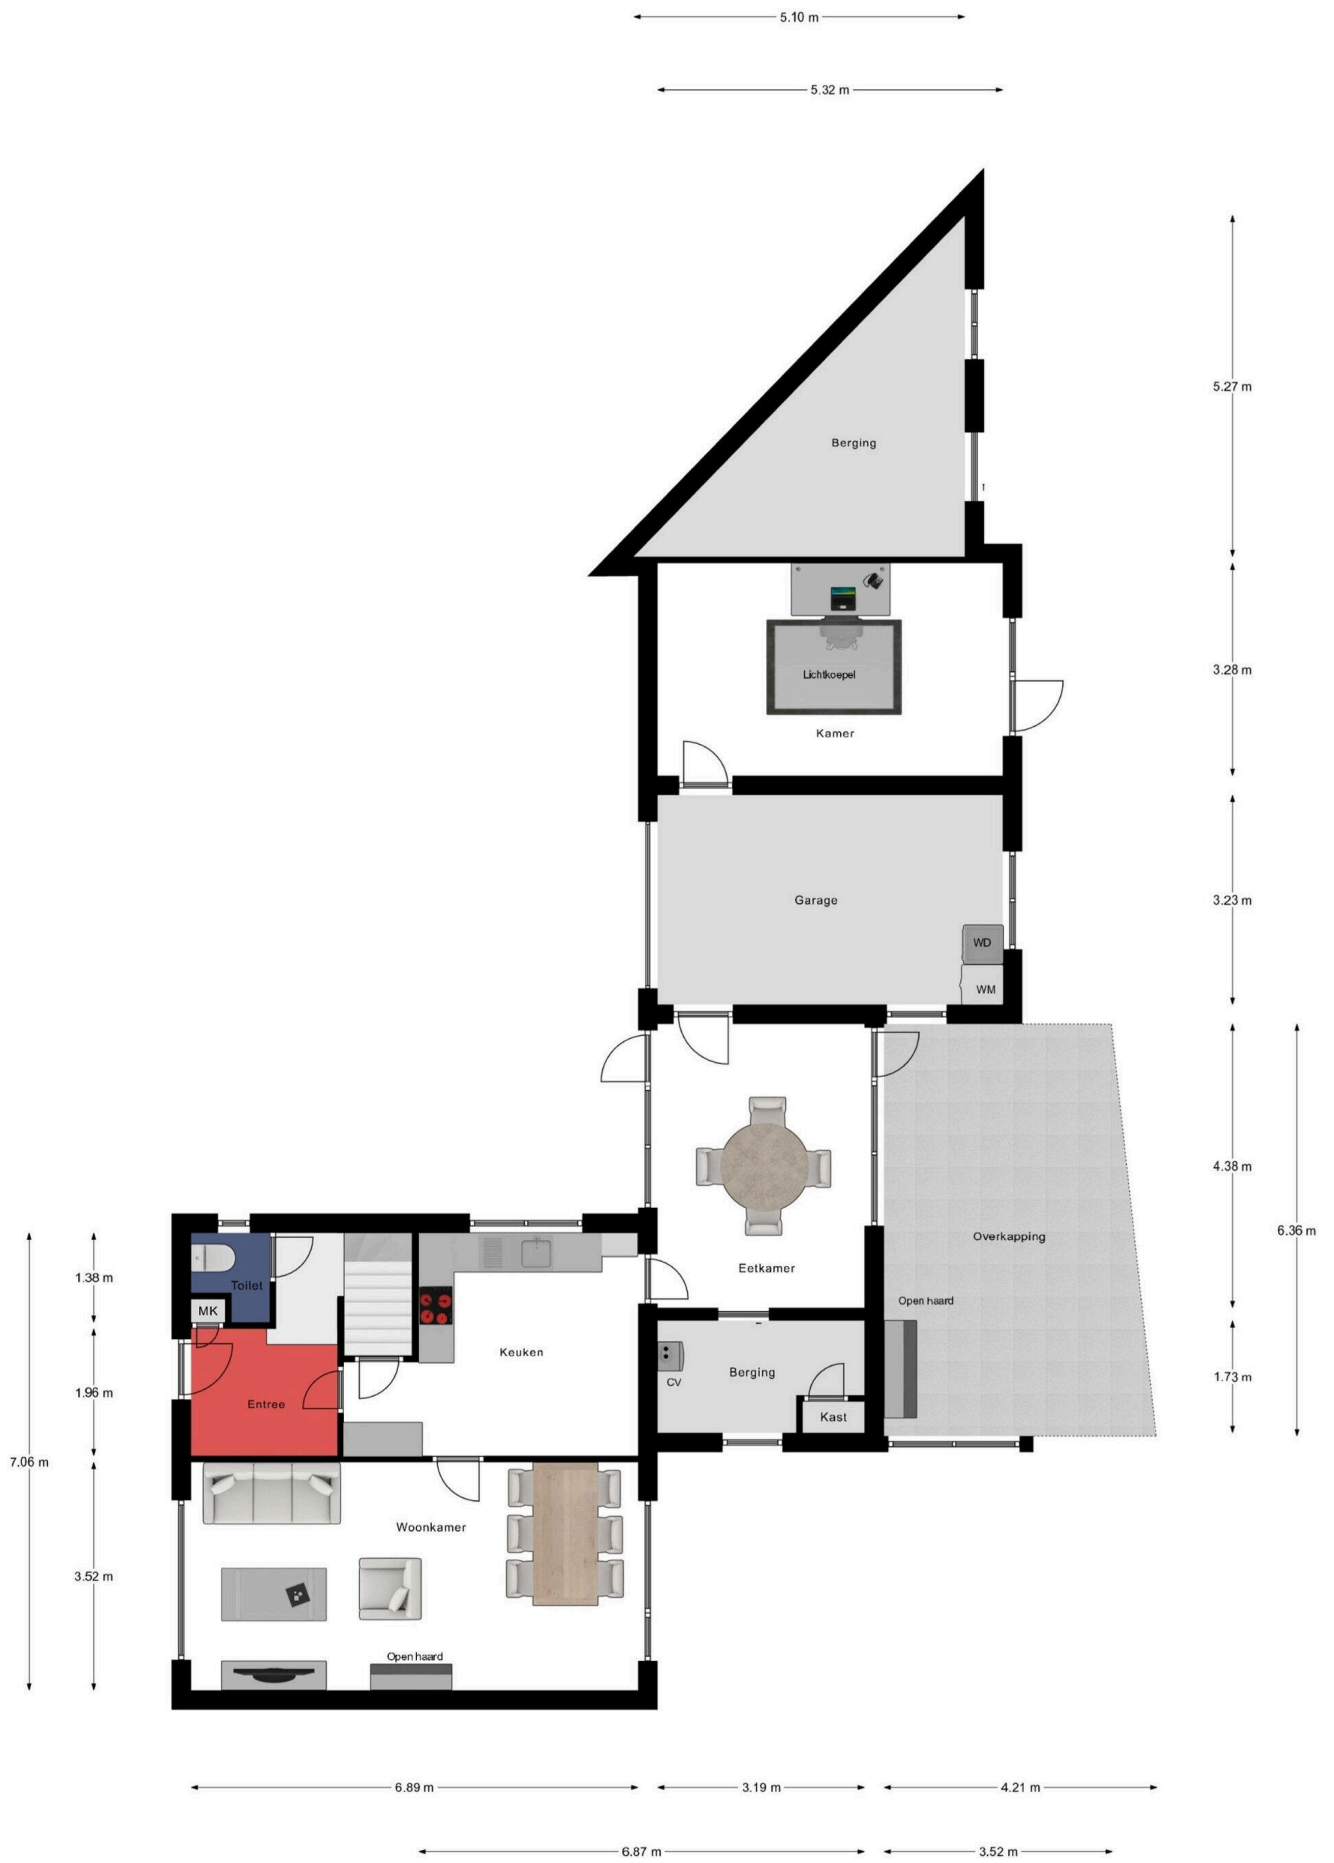 5.10 m
5.32 m
5.27 m
Berging
3.28 m
Lichtkoepel
Kamer
3.23 m
Garage
WD
WM
4.38 m
6.36 m
Overkapping
Eetkamer
1.38 m
Toilet
Open haard
MK
Keuken
Berging
1.73 m
CV
1.96 m
Entree
Kast
7.06 m
Woonkamer
3.52 m
Open haard
6.89 m
3.19 m
4.21 m
6.87 m
3.52 m